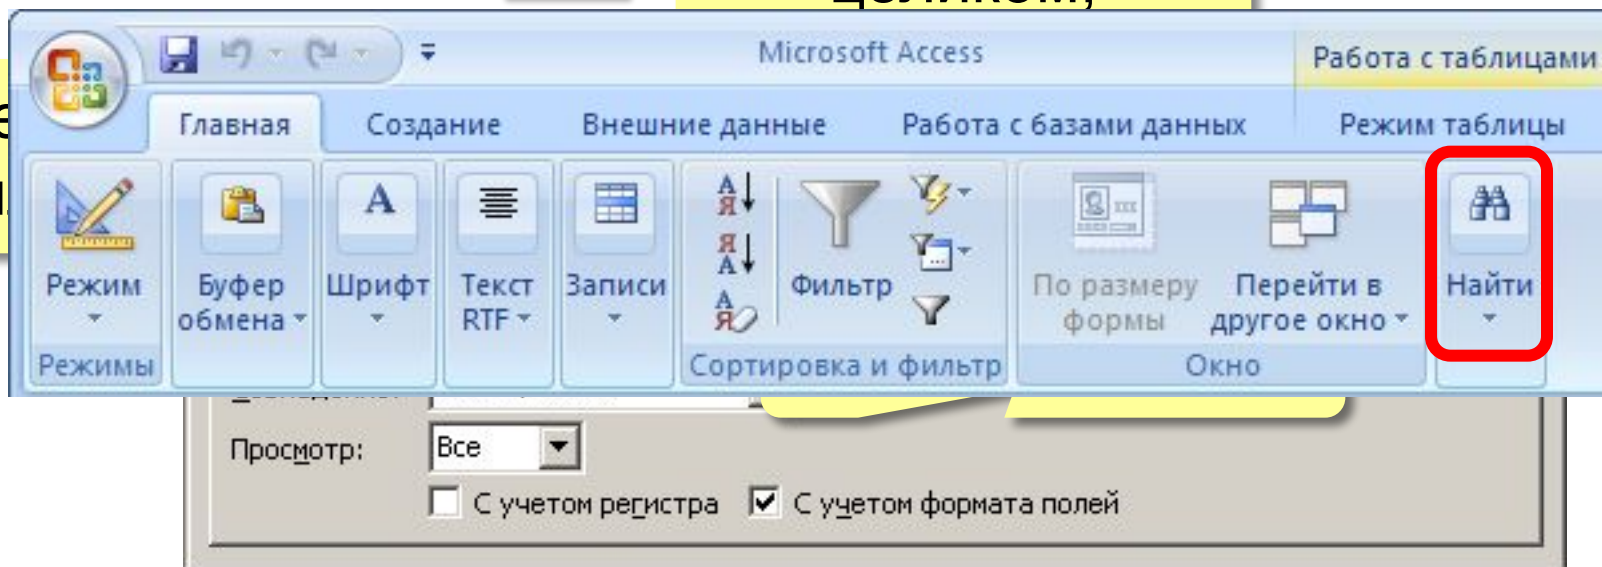 целиком;
Microsoft Access
Работа с таблицами
Главная Создание Внешние данные Работа с базами данных Режим таблицы
Режим Буфер обмена Шрифт Текст RTF Записи Фильтр По размеру формы Перейти в другое окно Найти
Режимы Сортировка и фильтр Окно
Просмотр: Все
С учетом регистра С учетом формата полей